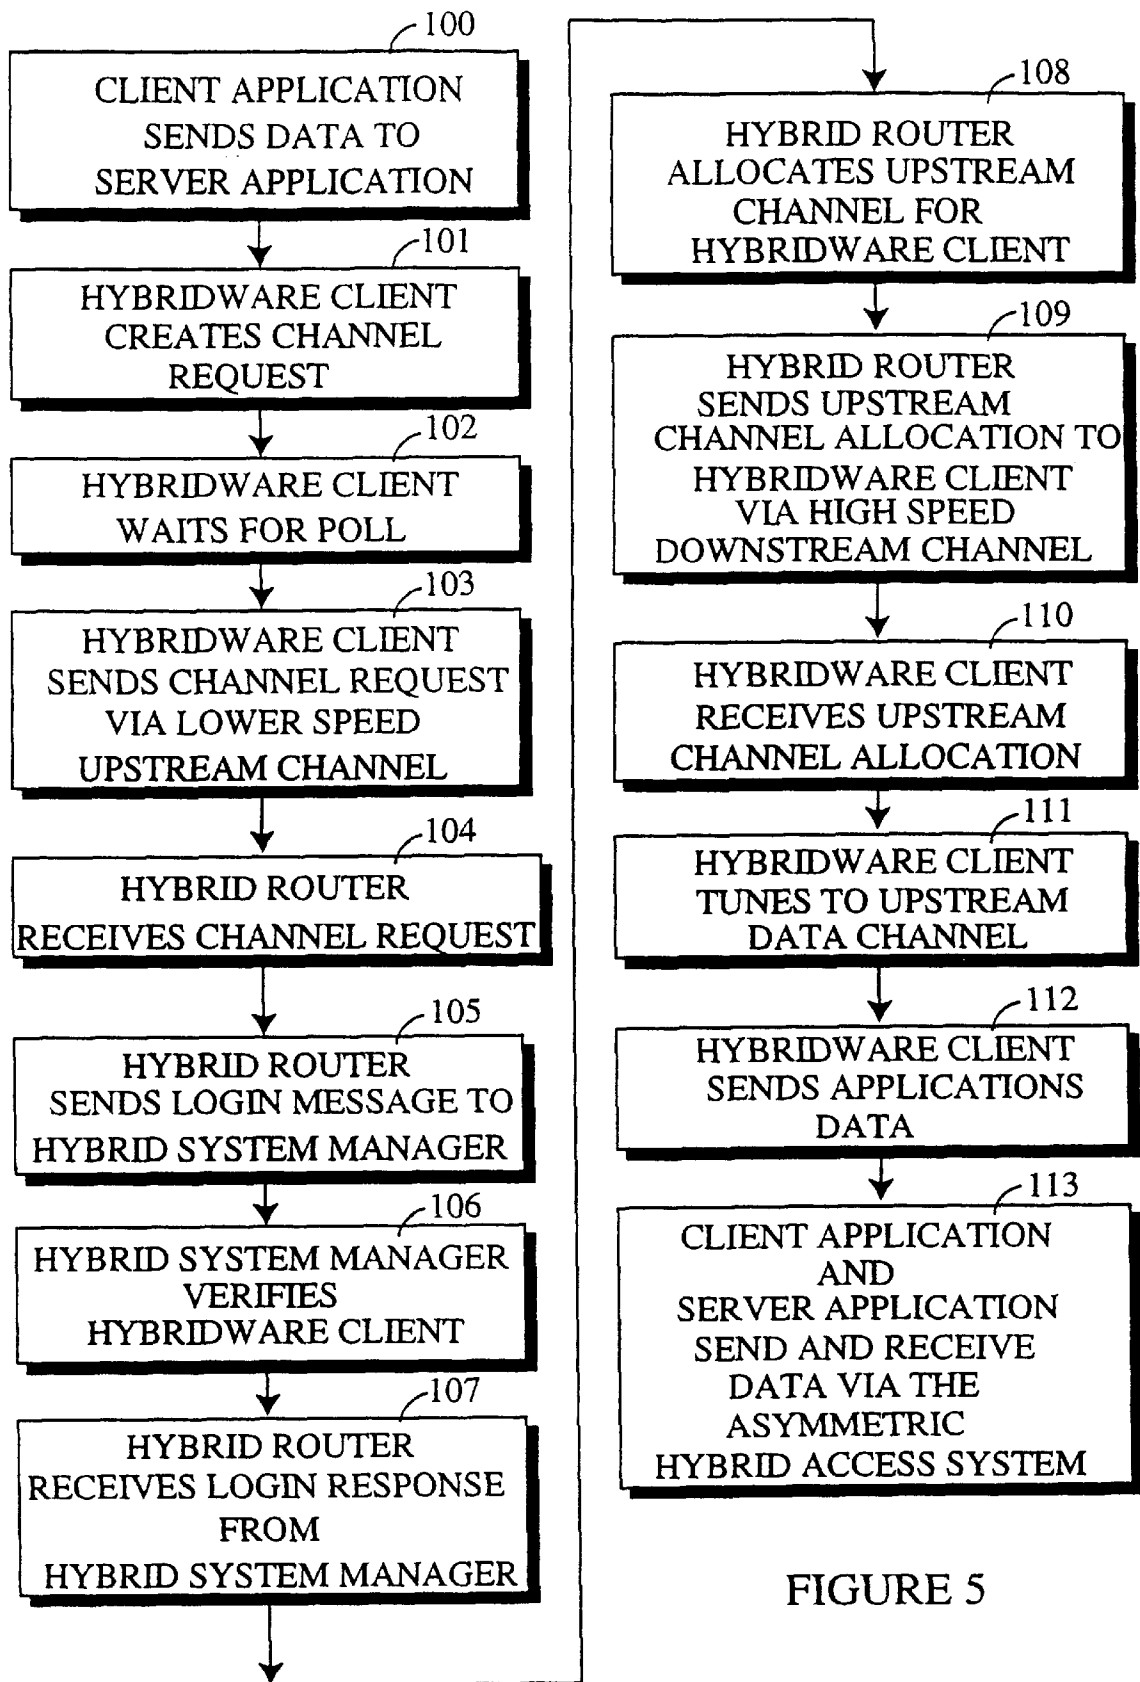 100
CLIENT APPLICATION
SENDS DATA TO
SERVER APPLICATION
101
HYBRIDWARE CLIENT
CREATES CHANNEL
REQUEST
102
HYBRIDWARE CLIENT
WAITS FOR POLL
103
HYBRIDWARE CLIENT
SENDS CHANNEL REQUEST
VIA LOWER SPEED
UPSTREAM CHANNEL
104
HYBRID ROUTER
RECEIVES CHANNEL REQUEST
105
HYBRID ROUTER
SENDS LOGIN MESSAGE TO
HYBRID SYSTEM MANAGER
106
HYBRID SYSTEM MANAGER
VERIFIES
HYBRIDWARE CLIENT
107
HYBRID ROUTER
RECEIVES LOGIN RESPONSE
FROM
HYBRID SYSTEM MANAGER
108
HYBRID ROUTER
ALLOCATES UPSTREAM
CHANNEL FOR
HYBRIDWARE CLIENT
109
HYBRID ROUTER
SENDS UPSTREAM
CHANNEL ALLOCATION TO
HYBRIDWARE CLIENT
VIA HIGH SPEED
DOWNSTREAM CHANNEL
110
HYBRIDWARE CLIENT
RECEIVES UPSTREAM
CHANNEL ALLOCATION
111
HYBRIDWARE CLIENT
TUNES TO UPSTREAM
DATA CHANNEL
112
HYBRIDWARE CLIENT
SENDS APPLICATIONS
DATA
113
CLIENT APPLICATION
AND
SERVER APPLICATION
SEND AND RECEIVE
DATA VIA THE
ASYMMETRIC
HYBRID ACCESS SYSTEM
FIGURE 5